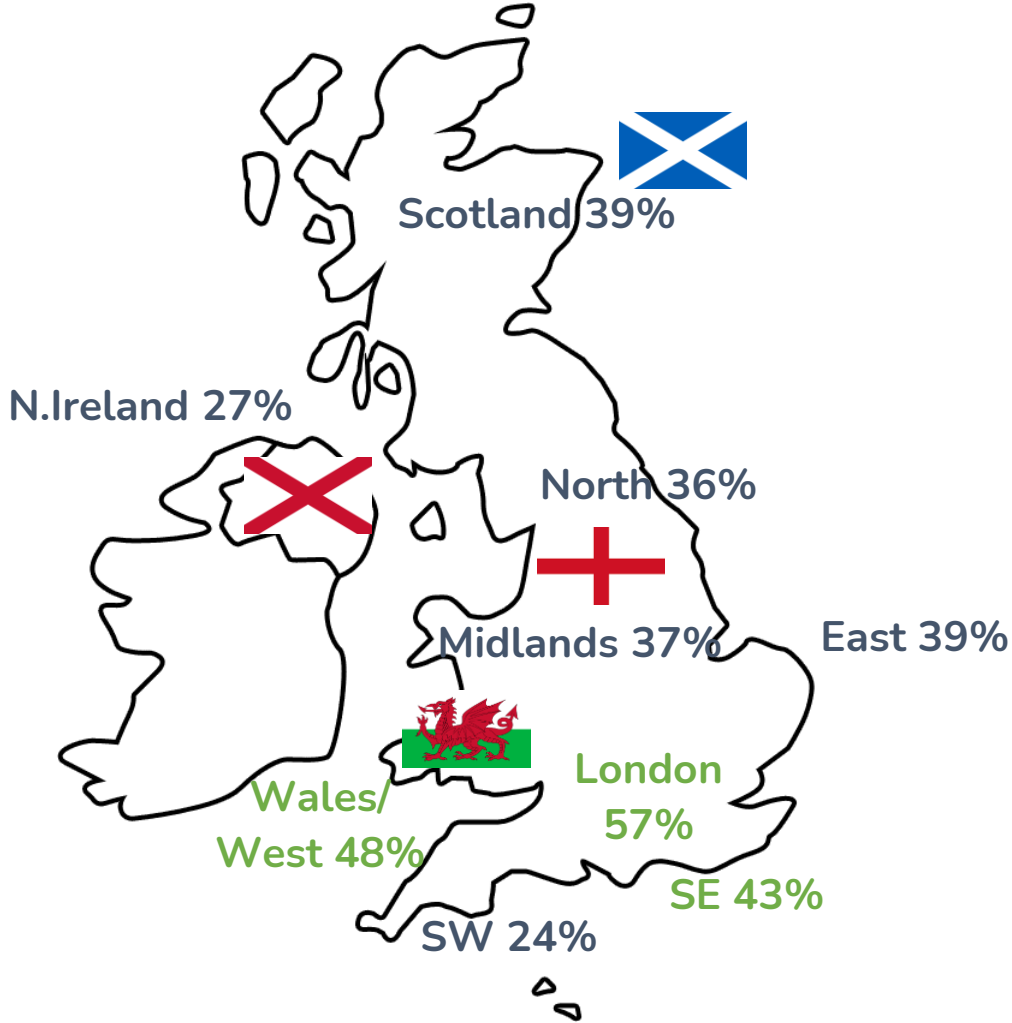 Scotland 39%
N.Ireland 27%
North 36%
Midlands 37%
East 39%
London
57%
Wales/
West 48%
SE 43%
SW 24%